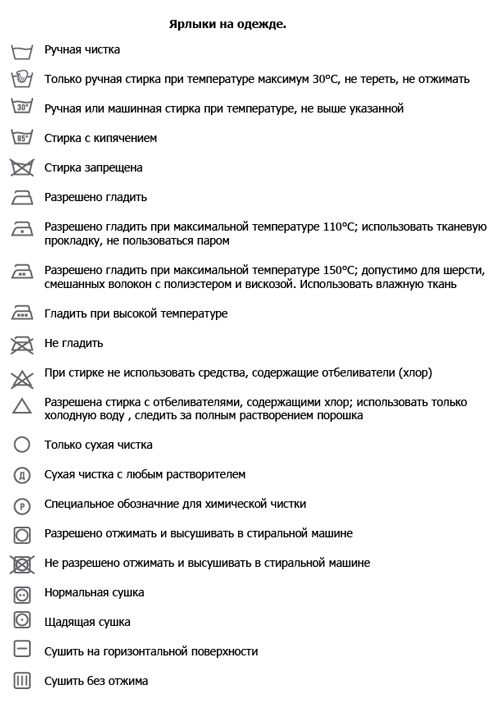 Ярлыки на одежде.
Ручная чистка
Только ручная стирка при температуре максимум 30°С, не тереть, не отжимать
30°
Ручная или машинная стирка при температуре, не выше указанной
95°
Стирка с кипячением
Стирка запрещена
Разрешено гладить
Разрешено гладить при максимальной температуре 110°С; использовать тканевую
прокладку, не пользоваться паром
Разрешено гладить при максимальной температуре 150°С; допустимо для шерсти,
смешанных волокон с полиэстером и вискозой. Использовать влажную ткань
Гладить при высокой температуре
Не гладить
При стирке не использовать средства, содержащие отбеливатели (хлор)
Разрешена стирка с отбеливателями, содержащими хлор; использовать только
холодную воду , следить за полным растворением порошка
Только сухая чистка
Д
Сухая чистка с любым растворителем
Р
Специальное обозначние для химической чистки
Разрешено отжимать и высушивать в стиральной машине
Не разрешено отжимать и высушивать в стиральной машине
Нормальная сушка
Щадящая сушка
Сушить на горизонтальной поверхности
Сушить без отжима